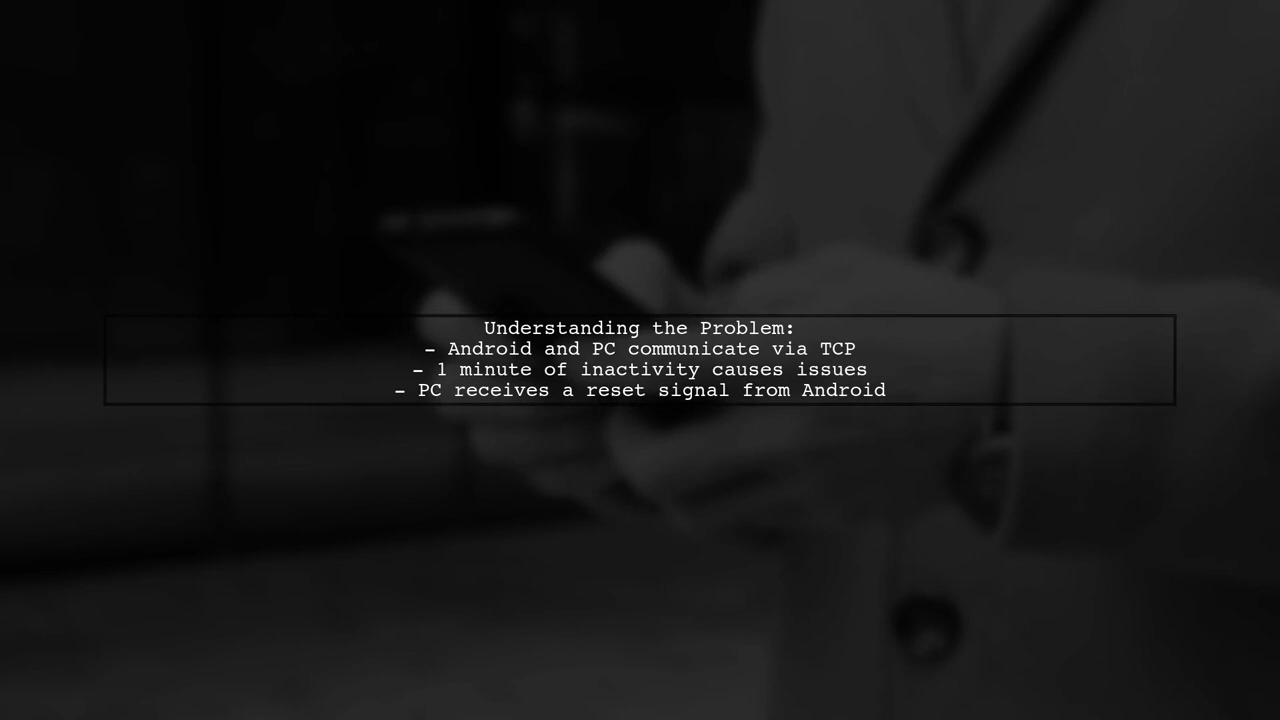 Understanding the Problem:
- Android and PC communicate via TCP
- 1 minute of inactivity causes issues
- PC receives a reset signal from Android